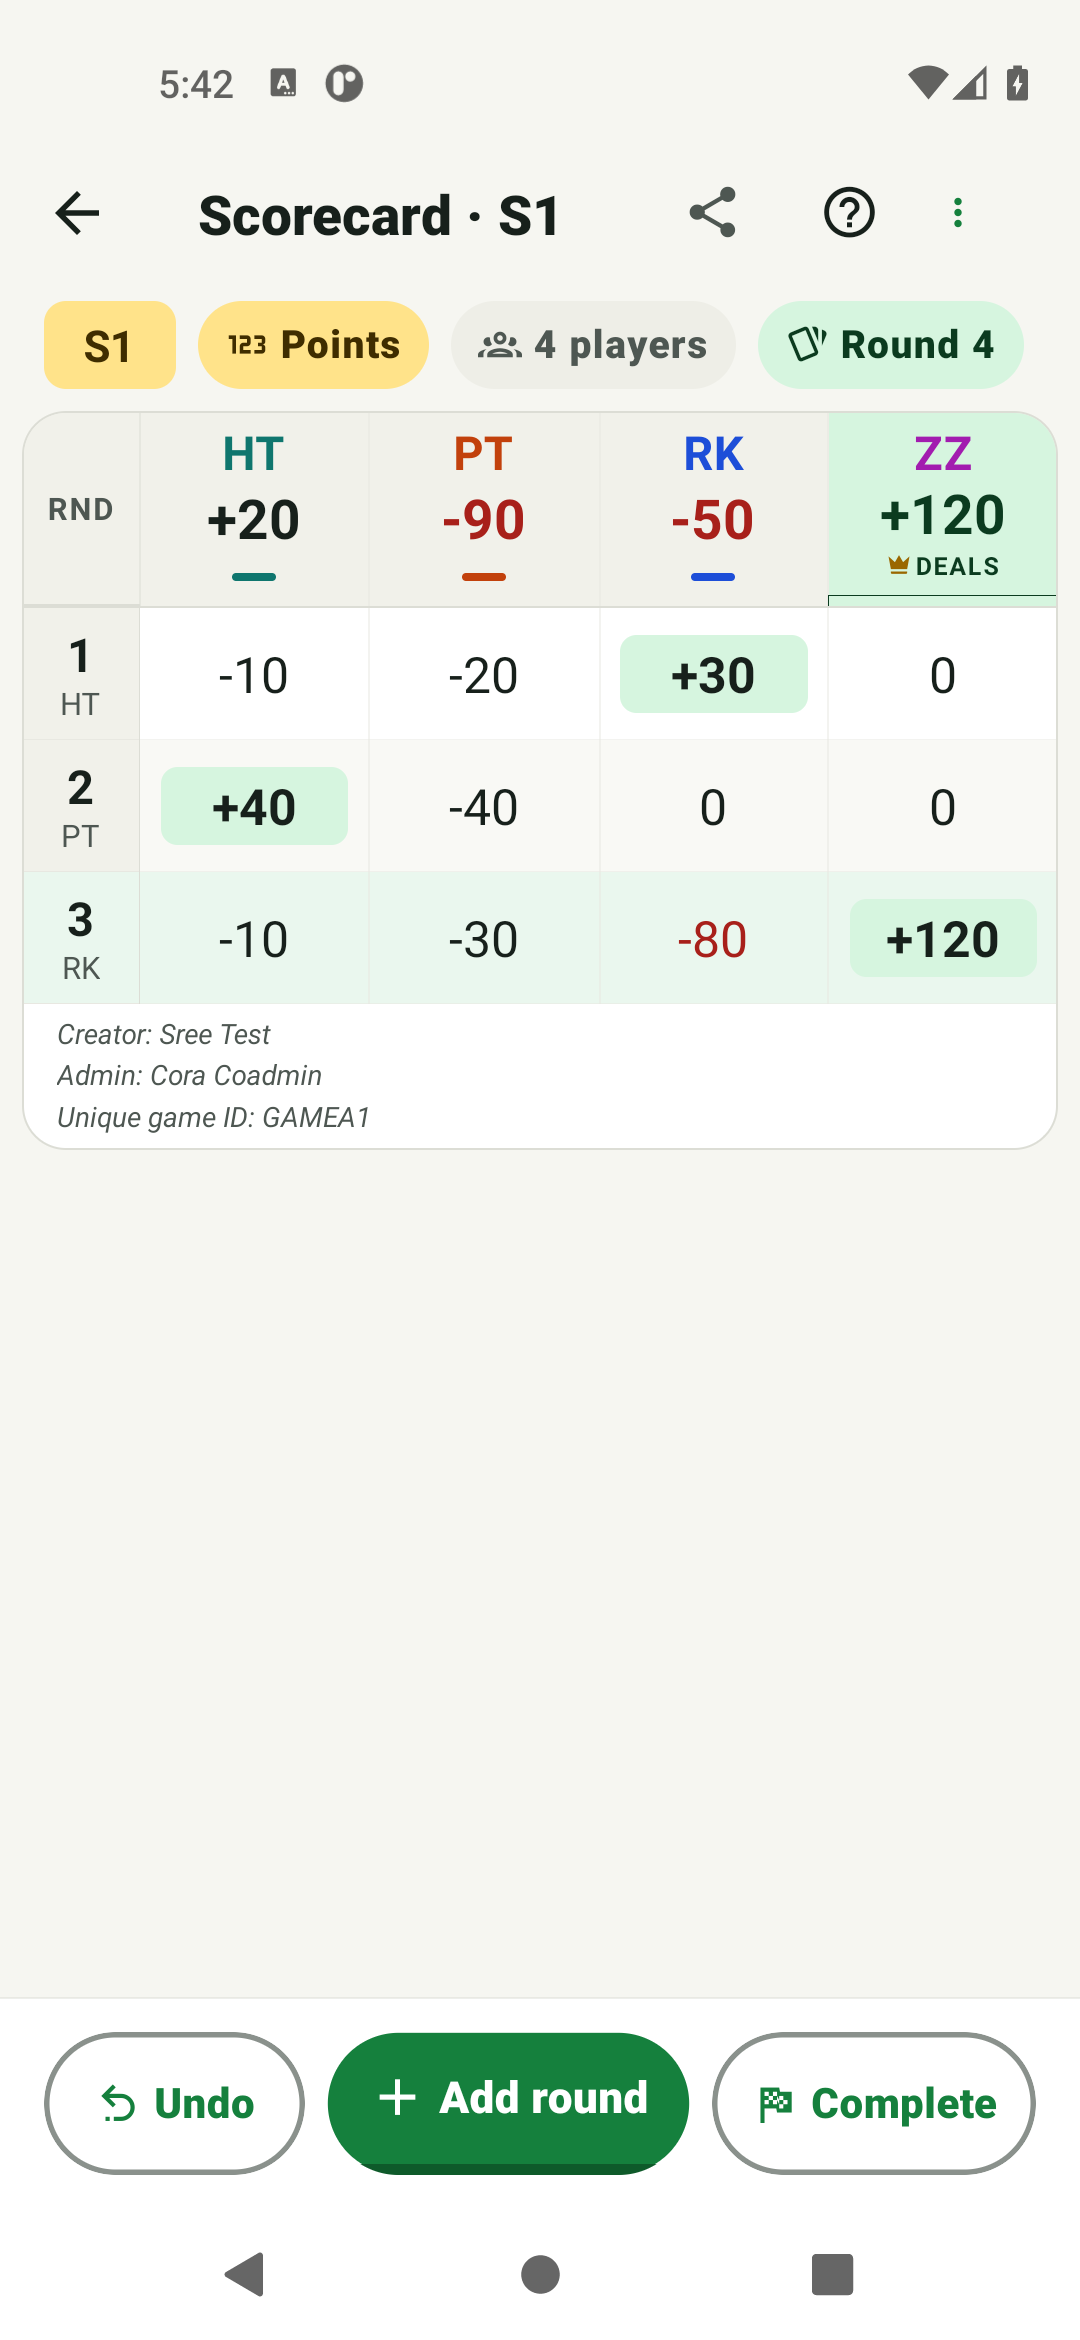 5:42
Scorecard · S1
S1 123 Points 4 players Round 4
RND HT PT RK ZZ
+20 -90 -50 +120
DEALS
1 HT -10 -20 +30 0
2 PT +40 -40 0 0
3 RK -10 -30 -80 +120
Creator: Sree Test
Admin: Cora Coadmin
Unique game ID: GAMEA1
Undo Add round Complete